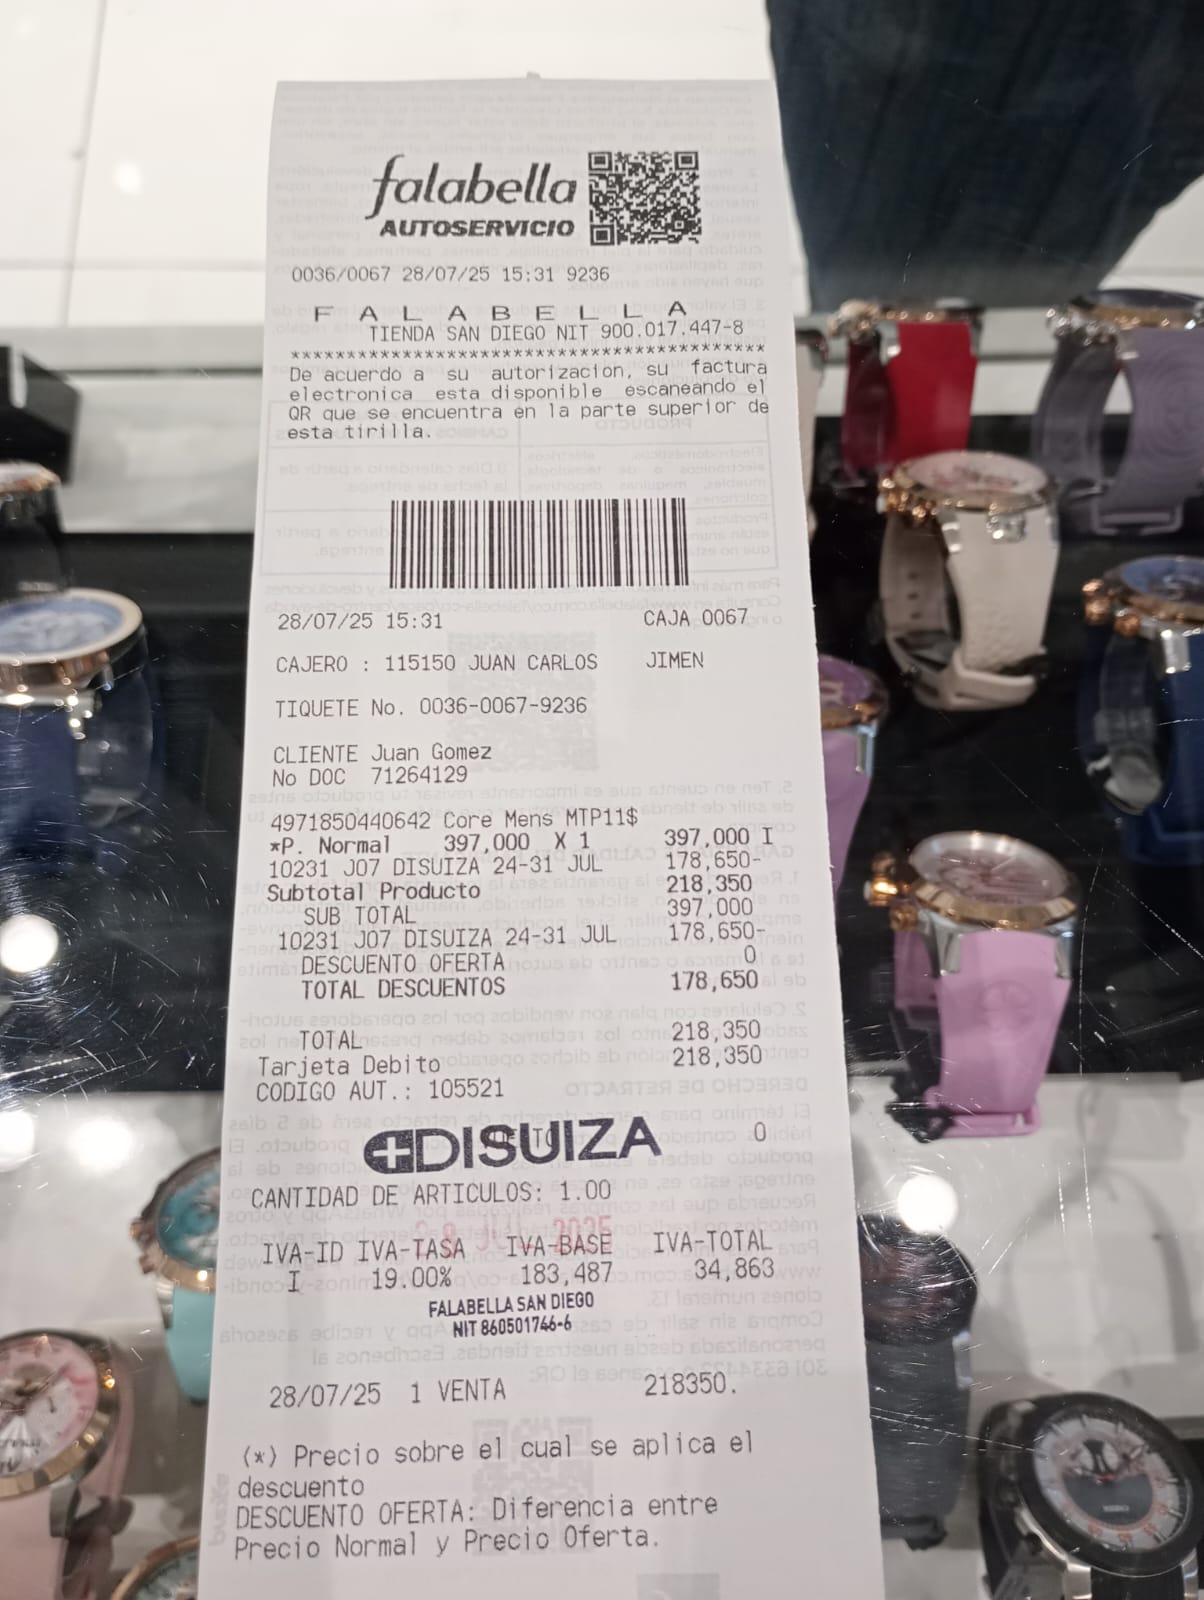 falabella
AUTOSERVICIO
0036/0067 28/07/25 15:31 9236
F A L A B E L L A
TIENDA SAN DIEGO NIT 900.017.447-8
*******************************************
De acuerdo a su autorizacion, su factura
electronica esta disponible escaneando el
QR que se encuentra en la parte superior de
esta tirilla.
28/07/25 15:31 CAJA 0067
CAJERO : 115150 JUAN CARLOS JIMEN
TIQUETE No. 0036-0067-9236
CLIENTE Juan Gomez
No DOC 71264129
4971850440642 Core Mens MTP11$
*P. Normal 397,000 X 1 397,000 I
10231 J07 DISUIZA 24-31 JUL 178,650-
Subtotal Producto 218,350
SUB TOTAL 397,000
10231 J07 DISUIZA 24-31 JUL 178,650-
DESCUENTO OFERTA 0
TOTAL DESCUENTOS 178,650
TOTAL 218,350
Tarjeta Debito 218,350
CODIGO AUT.: 105521
DISUIZA 0
CANTIDAD DE ARTICULOS: 1.00
28 JUL 2025
IVA-ID IVA-TASA IVA-BASE IVA-TOTAL
I 19.00% 183,487 34,863
FALABELLA SAN DIEGO
NIT 860501746-6
28/07/25 1 VENTA 218350.
(*) Precio sobre el cual se aplica el
descuento
DESCUENTO OFERTA: Diferencia entre
Precio Normal y Precio Oferta.